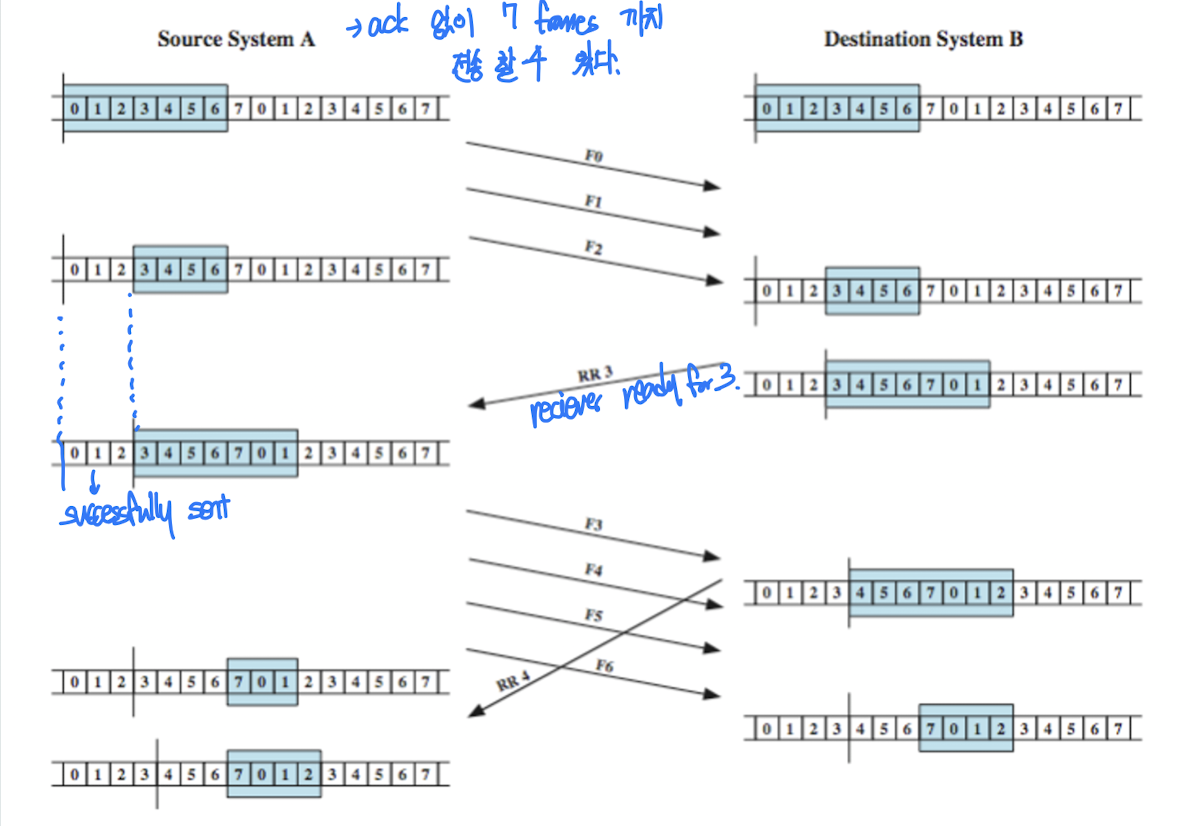 → ack 없이 7 frames 까지
전송 할 수 있다.
Source System A
Destination System B
0 1 2 3 4 5 6 7 0 1 2 3 4 5 6 7
0 1 2 3 4 5 6 7 0 1 2 3 4 5 6 7
F0
F1
F2
0 1 2 3 4 5 6 7 0 1 2 3 4 5 6 7
0 1 2 3 4 5 6 7 0 1 2 3 4 5 6 7
RR 3
reciever ready for 3.
0 1 2 3 4 5 6 7 0 1 2 3 4 5 6 7
0 1 2 3 4 5 6 7 0 1 2 3 4 5 6 7
successfully sent
F3
F4
F5
F6
RR 4
0 1 2 3 4 5 6 7 0 1 2 3 4 5 6 7
0 1 2 3 4 5 6 7 0 1 2 3 4 5 6 7
0 1 2 3 4 5 6 7 0 1 2 3 4 5 6 7
0 1 2 3 4 5 6 7 0 1 2 3 4 5 6 7